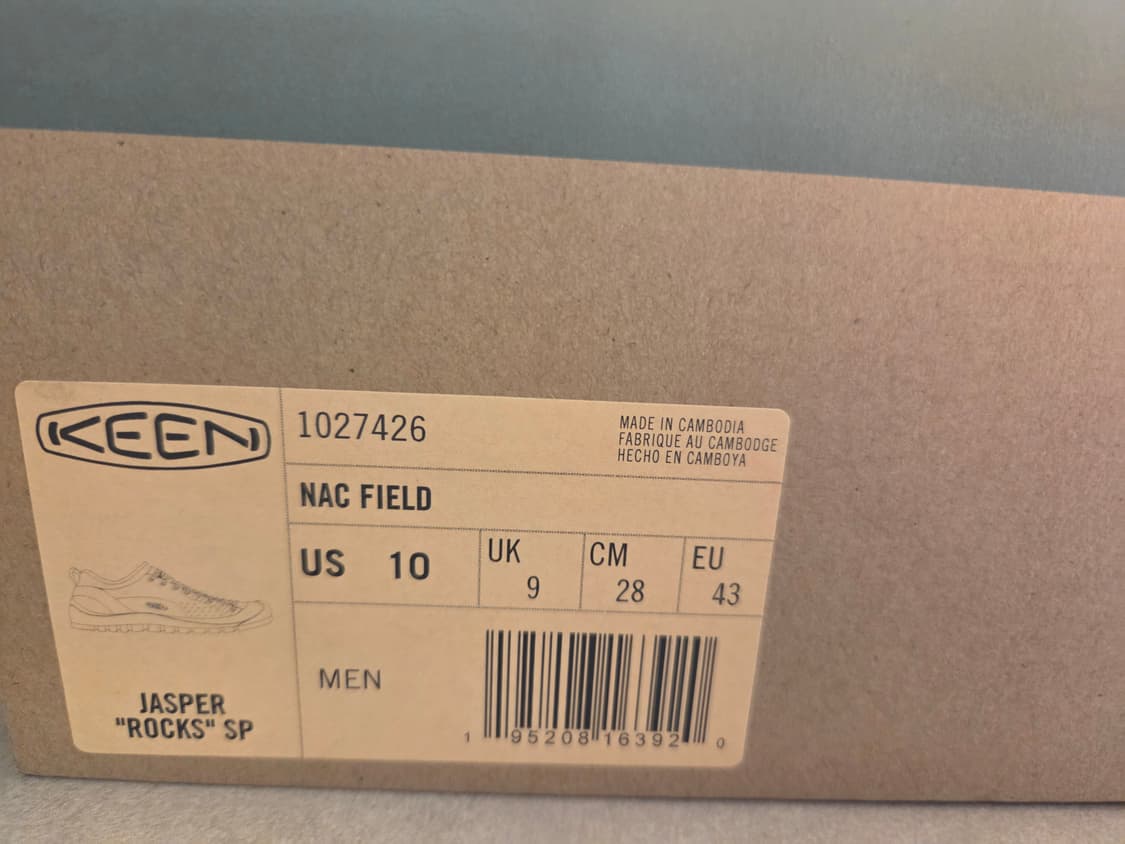 KEEN
1027426
MADE IN CAMBODIA
FABRIQUE AU CAMBODGE
HECHO EN CAMBOYA
NAC FIELD
US 10
UK 9
CM 28
EU 43
MEN
JASPER
"ROCKS" SP
1 95208 16392 0